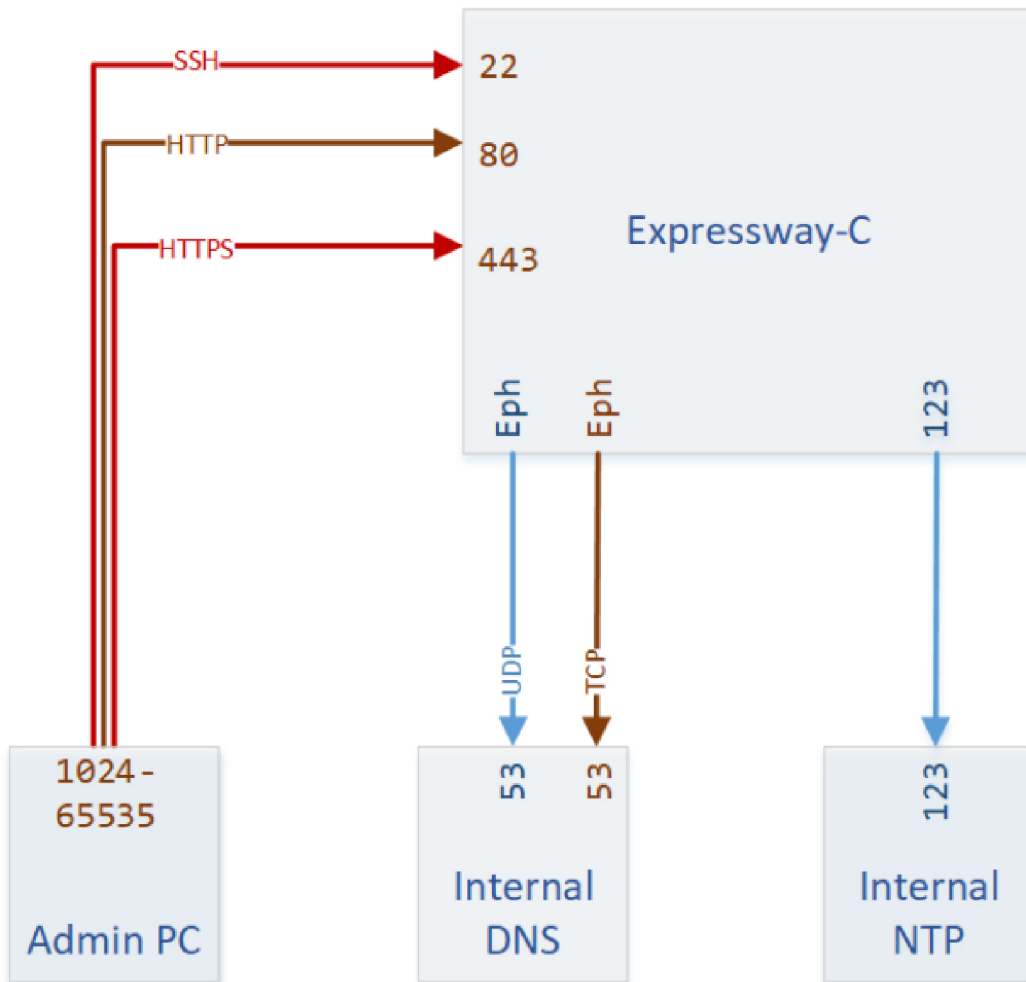 SSH
22
HTTP
80
Expressway-C
HTTPS
443
Eph
Eph
123
UDP
TCP
1024-
65535
Admin PC
53
53
Internal
DNS
123
Internal
NTP